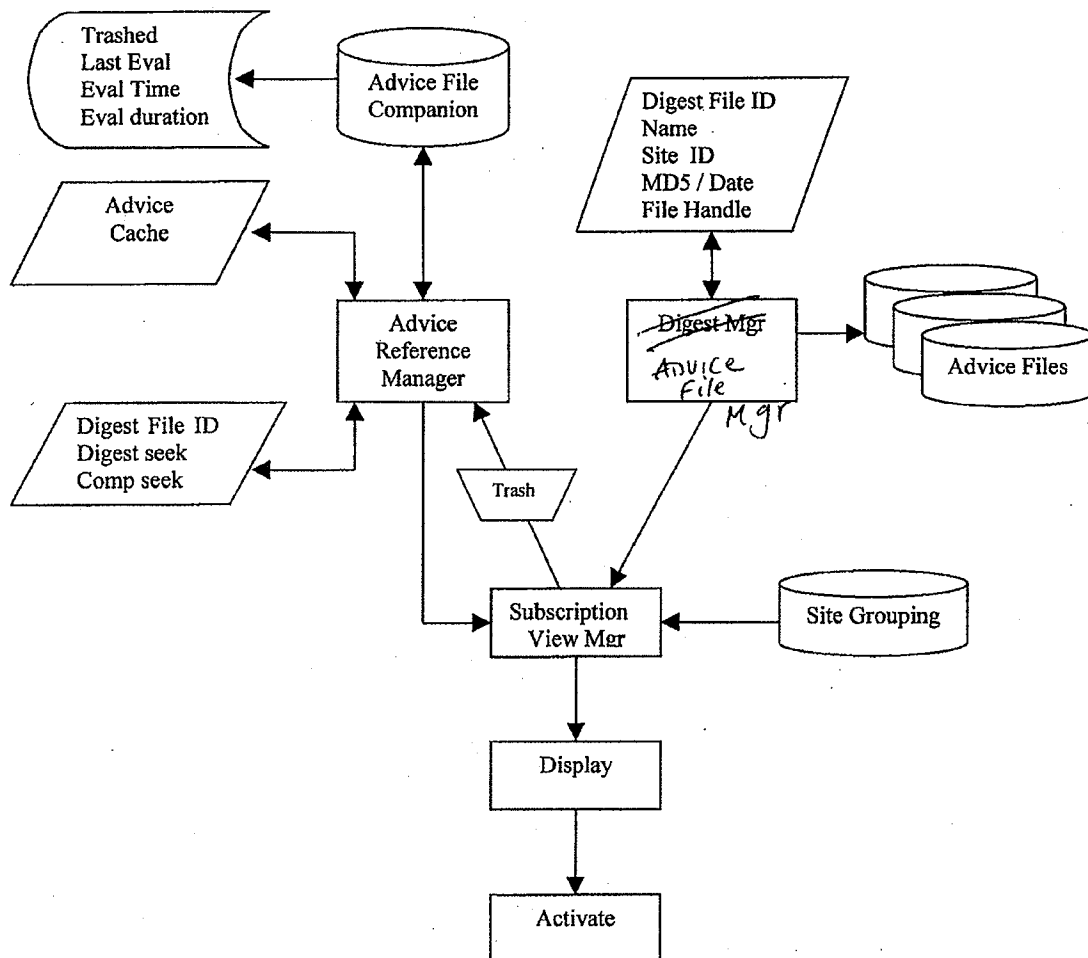 Trashed
Last Eval
Eval Time
Eval duration
Advice File
Companion
Digest File ID
Name
Site ID
MD5 / Date
File Handle
Advice
Cache
Advice
Reference
Manager
Digest Mgr
ADVICE
File
Mgr
Advice Files
Digest File ID
Digest seek
Comp seek
Trash
Subscription
View Mgr
Site Grouping
Display
Activate